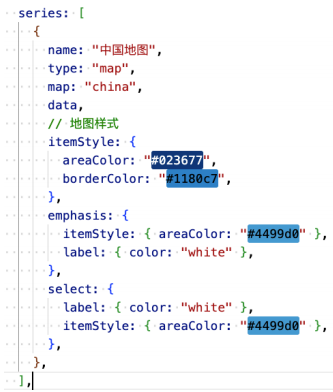 series: [
{
name: "中国地图",
type: "map",
map: "china",
data,
// 地图样式
itemStyle: {
areaColor: "#023677",
borderColor: "#1180c7",
},
emphasis: {
itemStyle: { areaColor: "#4499d0" },
label: { color: "white" },
},
select: {
label: { color: "white" },
itemStyle: { areaColor: "#4499d0" },
},
},
],